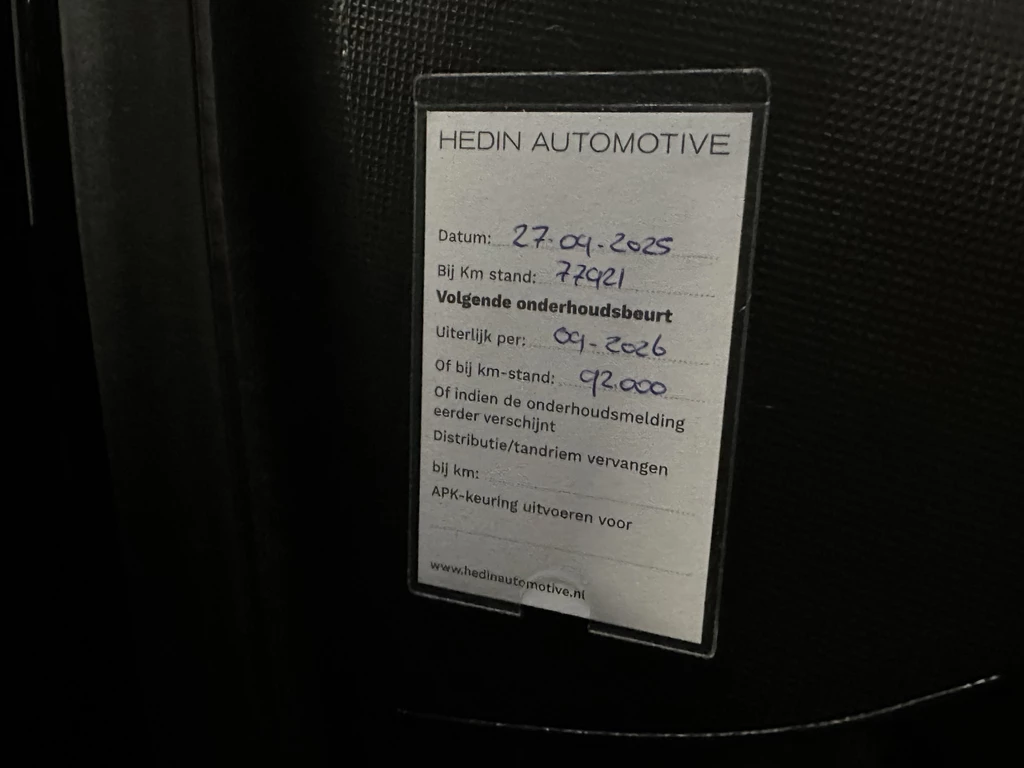 HEDIN AUTOMOTIVE
Datum: 27-09-2025
Bij Km stand: 77921
Volgende onderhoudsbeurt
Uiterlijk per: 09-2026
Of bij km-stand: 92.000
Of indien de onderhoudsmelding
eerder verschijnt
Distributie/tandriem vervangen
bij km:
APK-keuring uitvoeren voor
www.hedinautomotive.nl